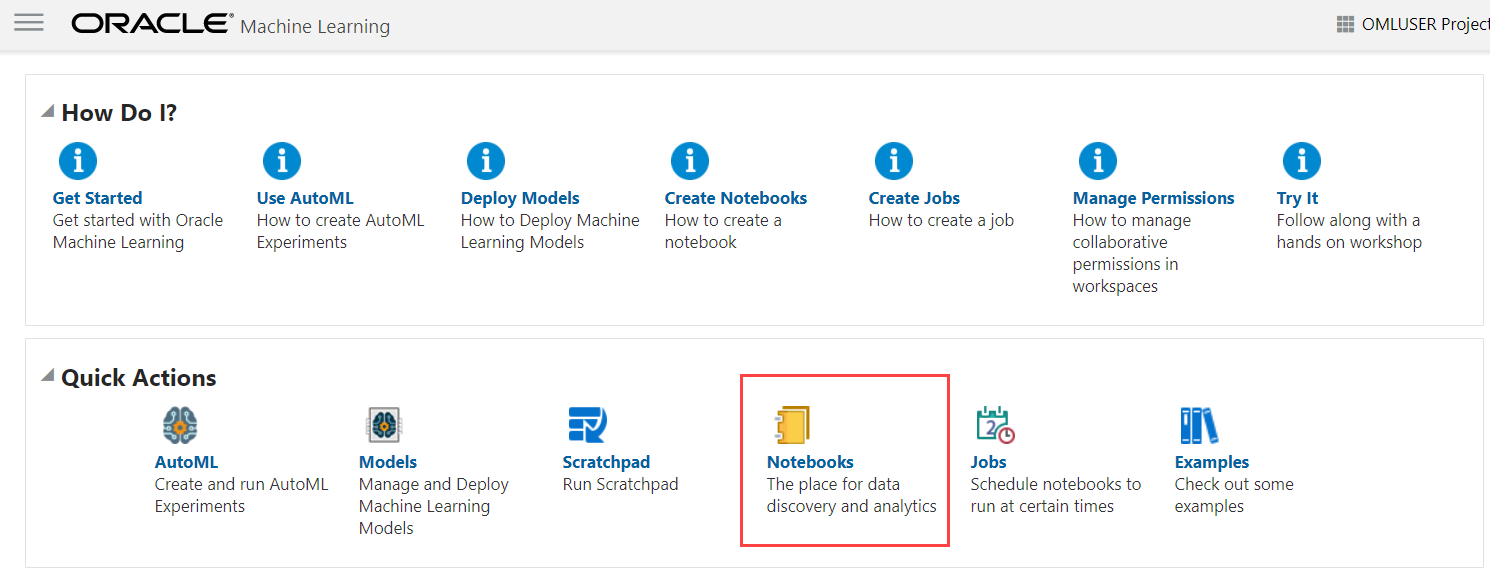 ORACLE® Machine Learning
OMLUSER Project
How Do I?
Get Started
Get started with Oracle
Machine Learning
Use AutoML
How to create AutoML
Experiments
Deploy Models
How to Deploy Machine
Learning Models
Create Notebooks
How to create a
notebook
Create Jobs
How to create a job
Manage Permissions
How to manage
collaborative
permissions in
workspaces
Try It
Follow along with a
hands on workshop
Quick Actions
AutoML
Create and run AutoML
Experiments
Models
Manage and Deploy
Machine Learning
Models
Scratchpad
Run Scratchpad
Notebooks
The place for data
discovery and analytics
2
Jobs
Schedule notebooks to
run at certain times
Examples
Check out some
examples